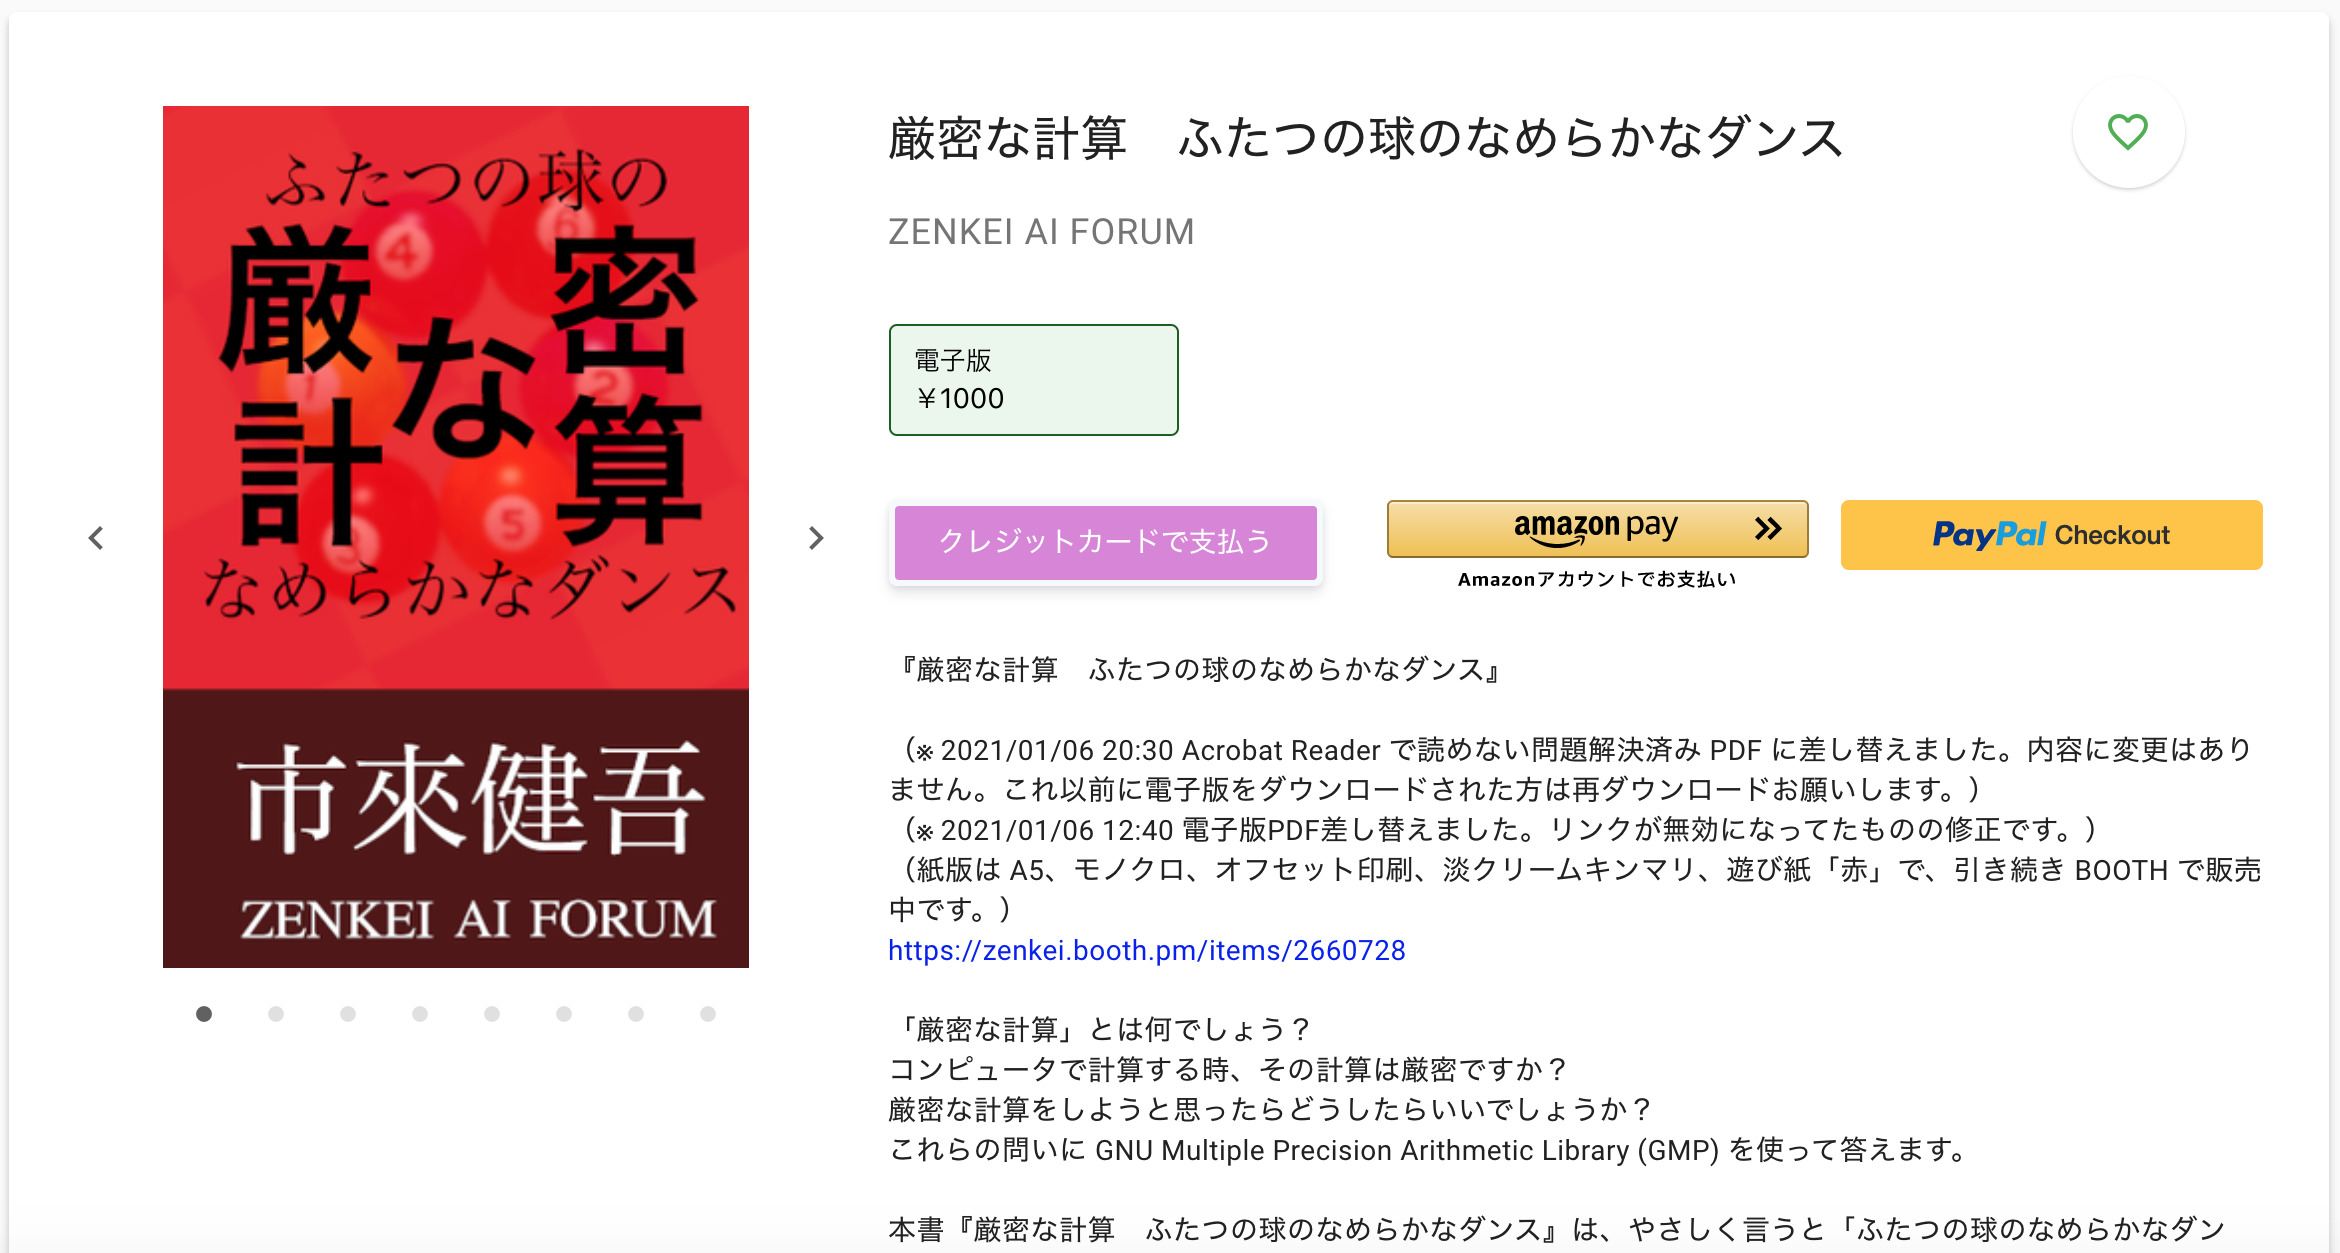 ふたつの球の
厳密な計算
なめらかなダンス
4
6
1
2
3
5
市來健吾
ZENKEI AI FORUM
厳密な計算　ふたつの球のなめらかなダンス
ZENKEI AI FORUM
電子版
￥1000
クレジットカードで支払う
amazon pay
Amazonアカウントでお支払い
PayPal Checkout
『厳密な計算　ふたつの球のなめらかなダンス』
（※ 2021/01/06 20:30 Acrobat Reader で読めない問題解決済み PDF に差し替えました。内容に変更はあり
ません。これ以前に電子版をダウンロードされた方は再ダウンロードお願いします。）
（※ 2021/01/06 12:40 電子版PDF差し替えました。リンクが無効になってたものの修正です。）
（紙版は A5、モノクロ、オフセット印刷、淡クリームキンマリ、遊び紙「赤」で、引き続き BOOTH で販売
中です。）
https://zenkei.booth.pm/items/2660728
「厳密な計算」とは何でしょう？
コンピュータで計算する時、その計算は厳密ですか？
厳密な計算をしようと思ったらどうしたらいいでしょうか？
これらの問いに GNU Multiple Precision Arithmetic Library (GMP) を使って答えます。
本書『厳密な計算　ふたつの球のなめらかなダンス』は、やさしく言うと「ふたつの球のなめらかなダン